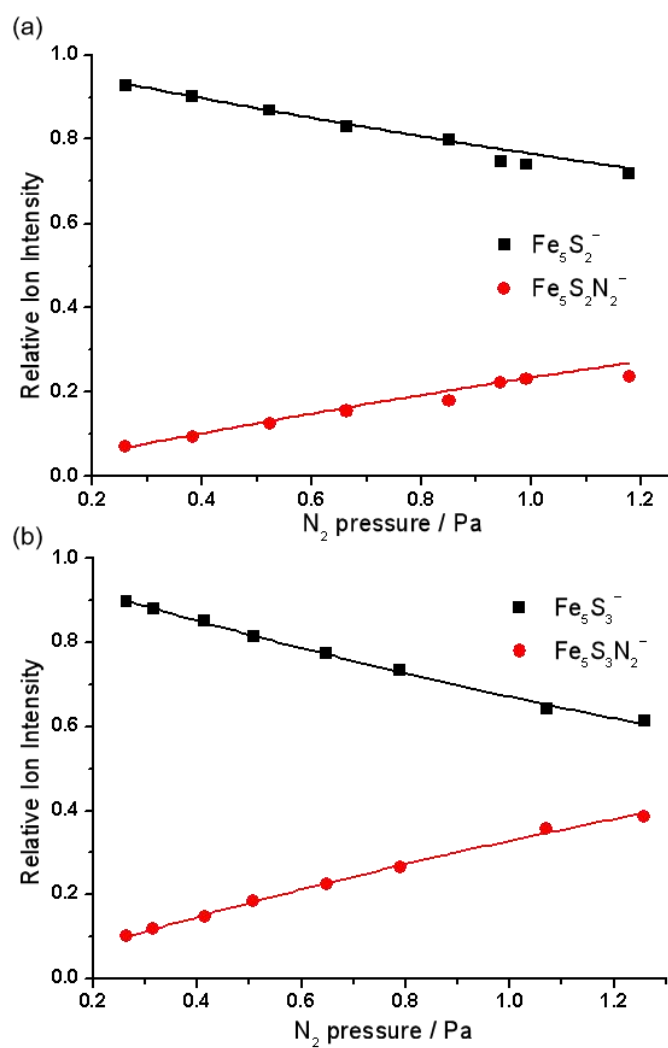 (a)
1.0
0.8
0.6
0.4
0.2
0.0
Relative Ion Intensity
Fe₅S₂⁻
Fe₅S₂N₂⁻
0.2 0.4 0.6 0.8 1.0 1.2
N₂ pressure / Pa
(b)
1.0
0.8
0.6
0.4
0.2
0.0
Relative Ion Intensity
Fe₅S₃⁻
Fe₅S₃N₂⁻
0.2 0.4 0.6 0.8 1.0 1.2
N₂ pressure / Pa